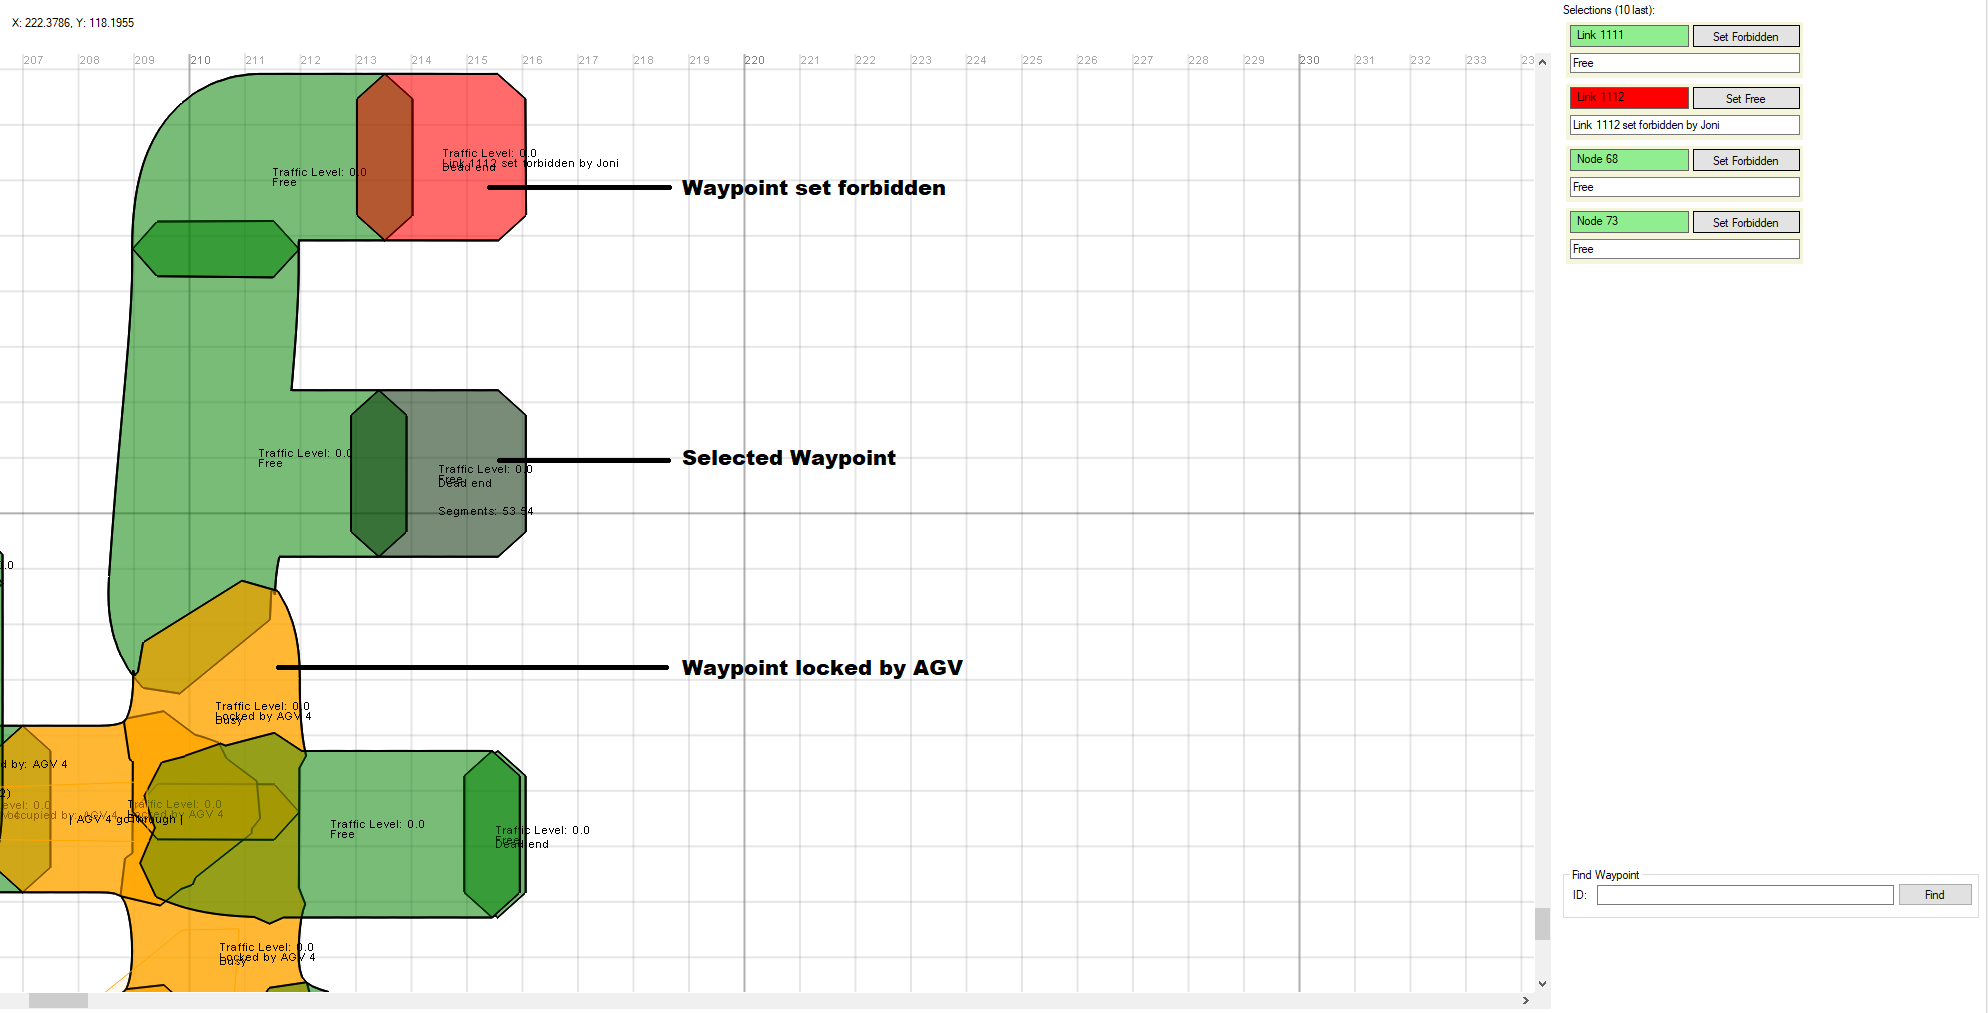 X: 222.3786, Y: 118.1955
Selections (10 last):
Link 1111
Set Forbidden
Free
Link 1112
Set Free
Link 1112 set forbidden by Joni
Node 68
Set Forbidden
Free
Node 73
Set Forbidden
Free
207 208 209 210 211 212 213 214 215 216 217 218 219 220 221 222 223 224 225 226 227 228 229 230 231 232 233 23
Traffic Level: 0.0
Link 1112 set forbidden by Joni
Dead end
Traffic Level: 0.0
Free
Waypoint set forbidden
Traffic Level: 0.0
Free
Selected Waypoint
Traffic Level: 0.0
Free
Dead end
Segments: 53 54
.0
Waypoint locked by AGV
Traffic Level: 0.0
Locked by AGV 4
Busy
d by: AGV 4
2)
evel: 0.0
occupied by: AGV 4
Traffic Level: 0.0
Locked by AGV 4
| AGV 4 go through |
Traffic Level: 0.0
Free
Traffic Level: 0.0
Free
Dead end
Find Waypoint
ID:
Find
Traffic Level: 0.0
Locked by AGV 4
Busy